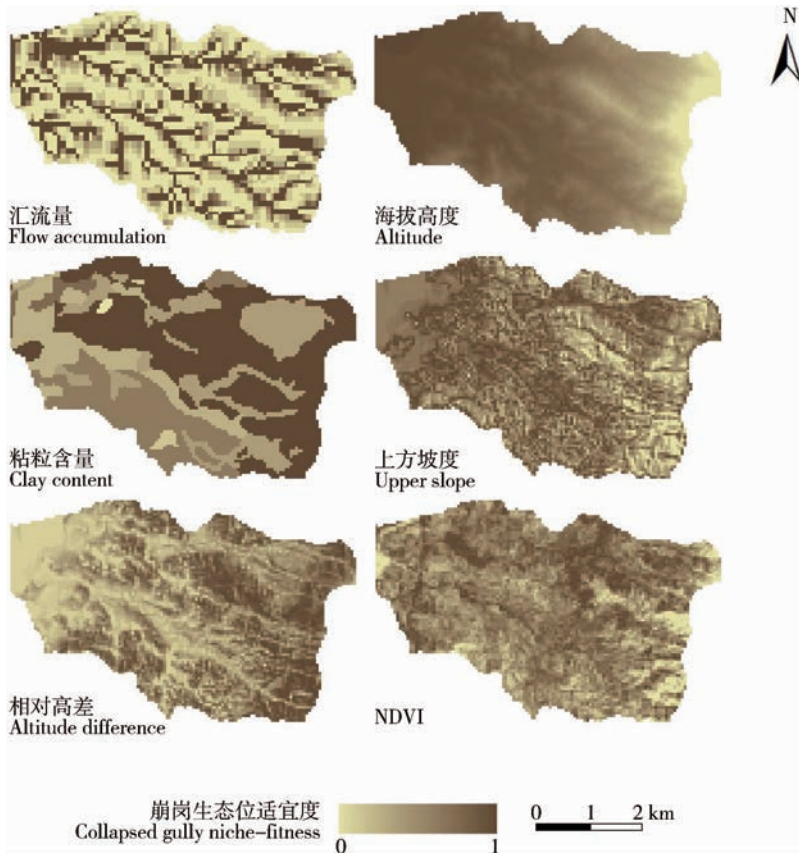 N
汇流量
Flow accumulation
海拔高度
Altitude
粘粒含量
Clay content
上方坡度
Upper slope
相对高差
Altitude difference
NDVI
崩岗生态位适宜度
Collapsed gully niche-fitness
0
1
0 1 2 km